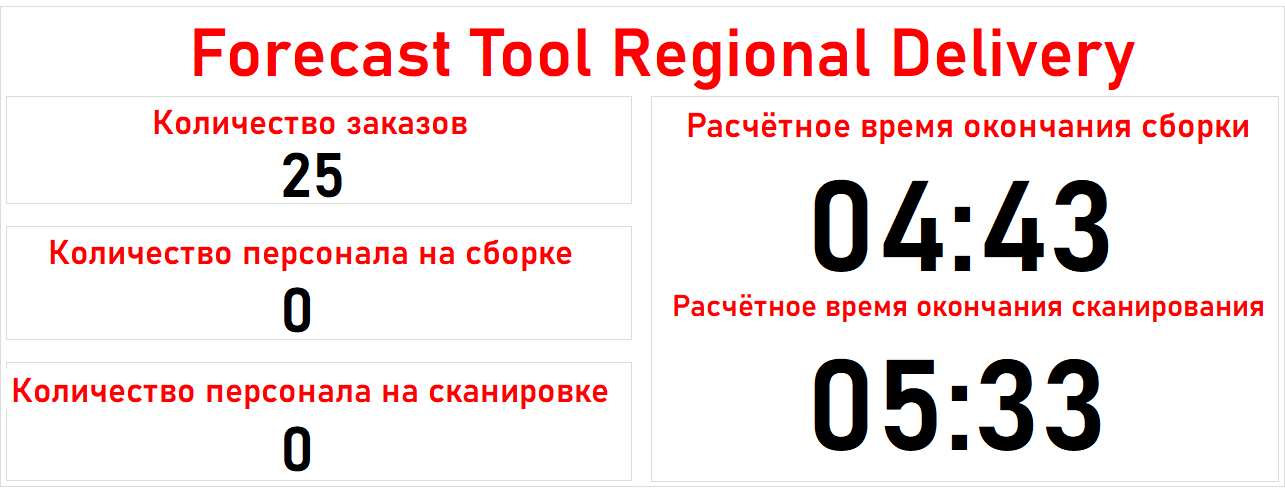 Forecast Tool Regional Delivery
Количество заказов
25
Количество персонала на сборке
0
Количество персонала на сканировке
0
Расчётное время окончания сборки
04:43
Расчётное время окончания сканирования
05:33